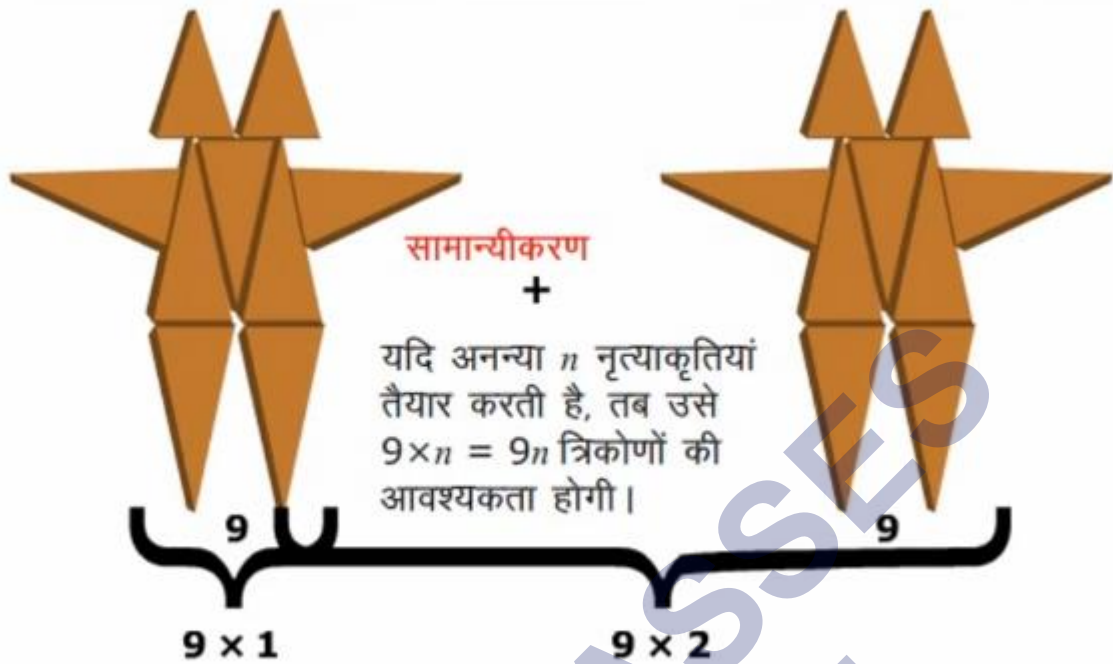 सामान्यीकरण
+
यदि अनन्या n नृत्याकृतियां
तैयार करती है, तब उसे
9×n = 9n त्रिकोणों की
आवश्यकता होगी।
9
9
9 × 1
9 × 2